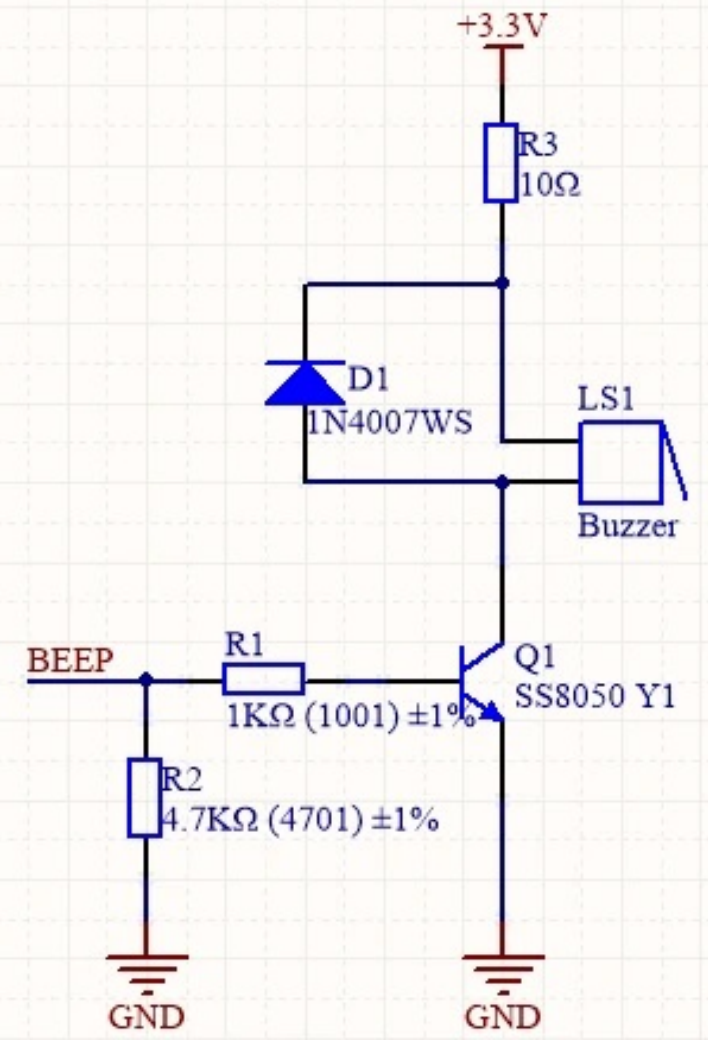 +3.3V
R3
10Ω
D1
1N4007WS
LS1
Buzzer
BEEP
R1
1KΩ (1001) ±1%
Q1
SS8050 Y1
R2
4.7KΩ (4701) ±1%
GND
GND